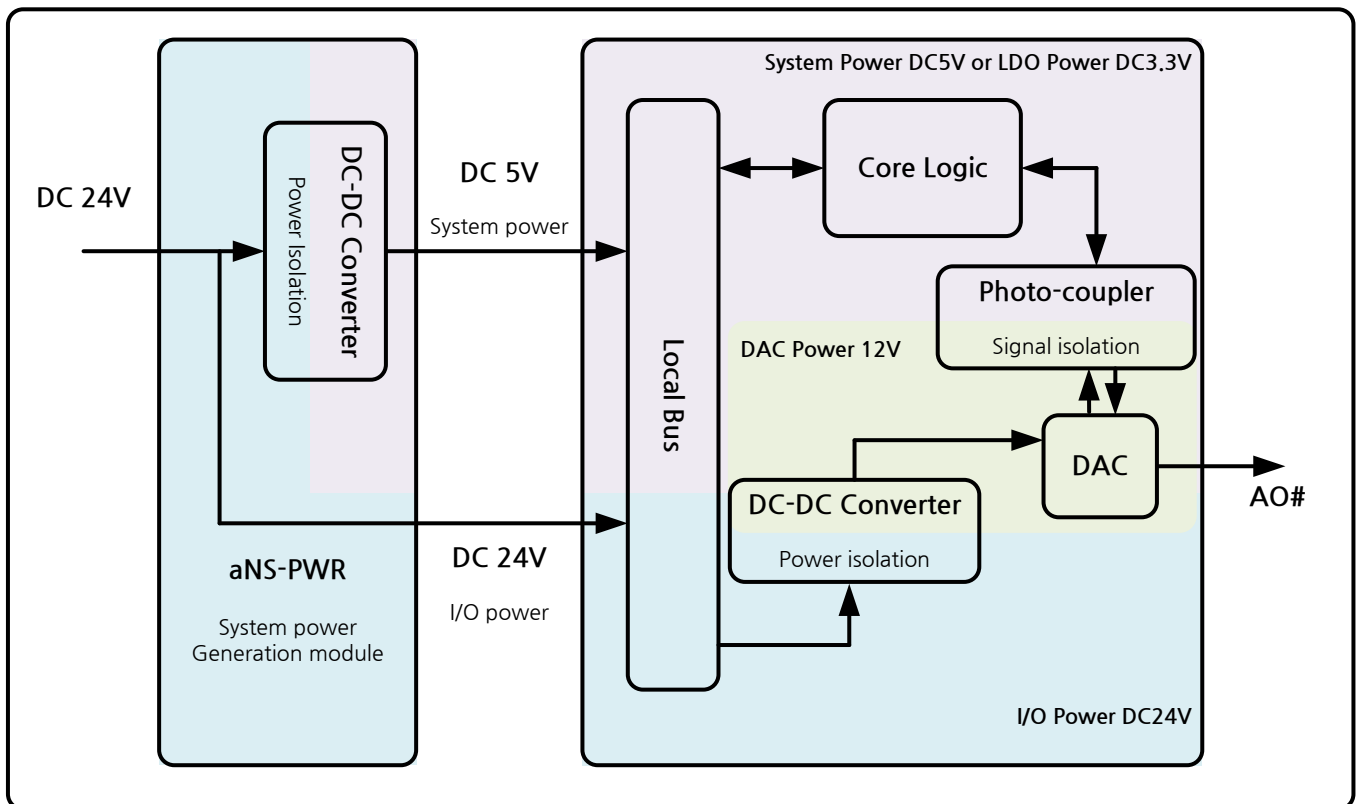 System Power DC5V or LDO Power DC3.3V
DC 24V
DC-DC Converter
Power Isolation
DC 5V
System power
Core Logic
Photo-coupler
Signal isolation
Local Bus
DAC Power 12V
DAC
AO#
DC-DC Converter
Power isolation
aNS-PWR
System power
Generation module
DC 24V
I/O power
I/O Power DC24V